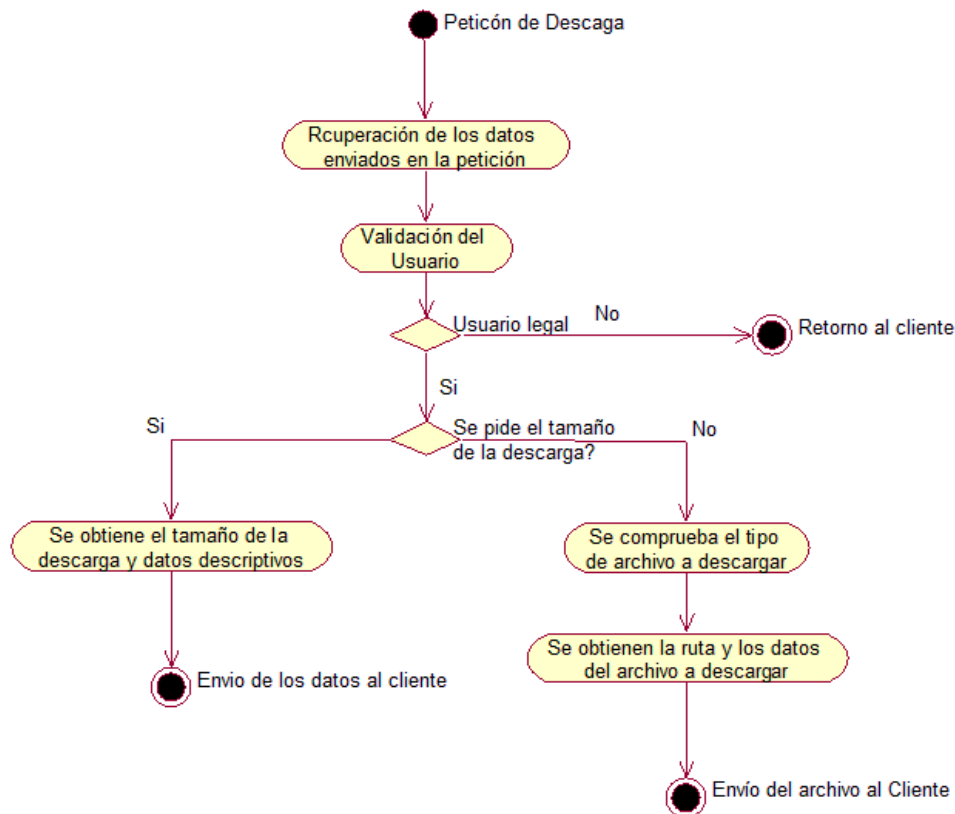 Peticón de Descaga
Rcuperación de los datos
enviados en la petición
Validación del
Usuario
Usuario legal
No
Retorno al cliente
Si
Si
Se pide el tamaño
de la descarga?
No
Se obtiene el tamaño de la
descarga y datos descriptivos
Se comprueba el tipo
de archivo a descargar
Se obtienen la ruta y los datos
del archivo a descargar
Envio de los datos al cliente
Envío del archivo al Cliente